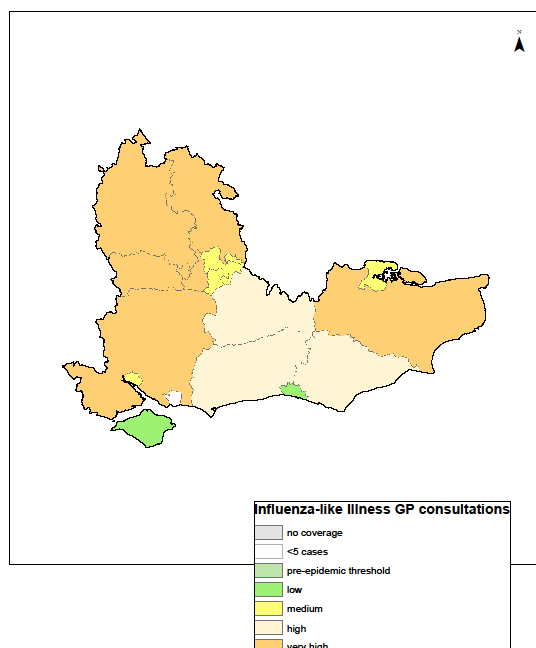 N
Influenza-like Illness GP consultations
no coverage
<5 cases
pre-epidemic threshold
low
medium
high
very high